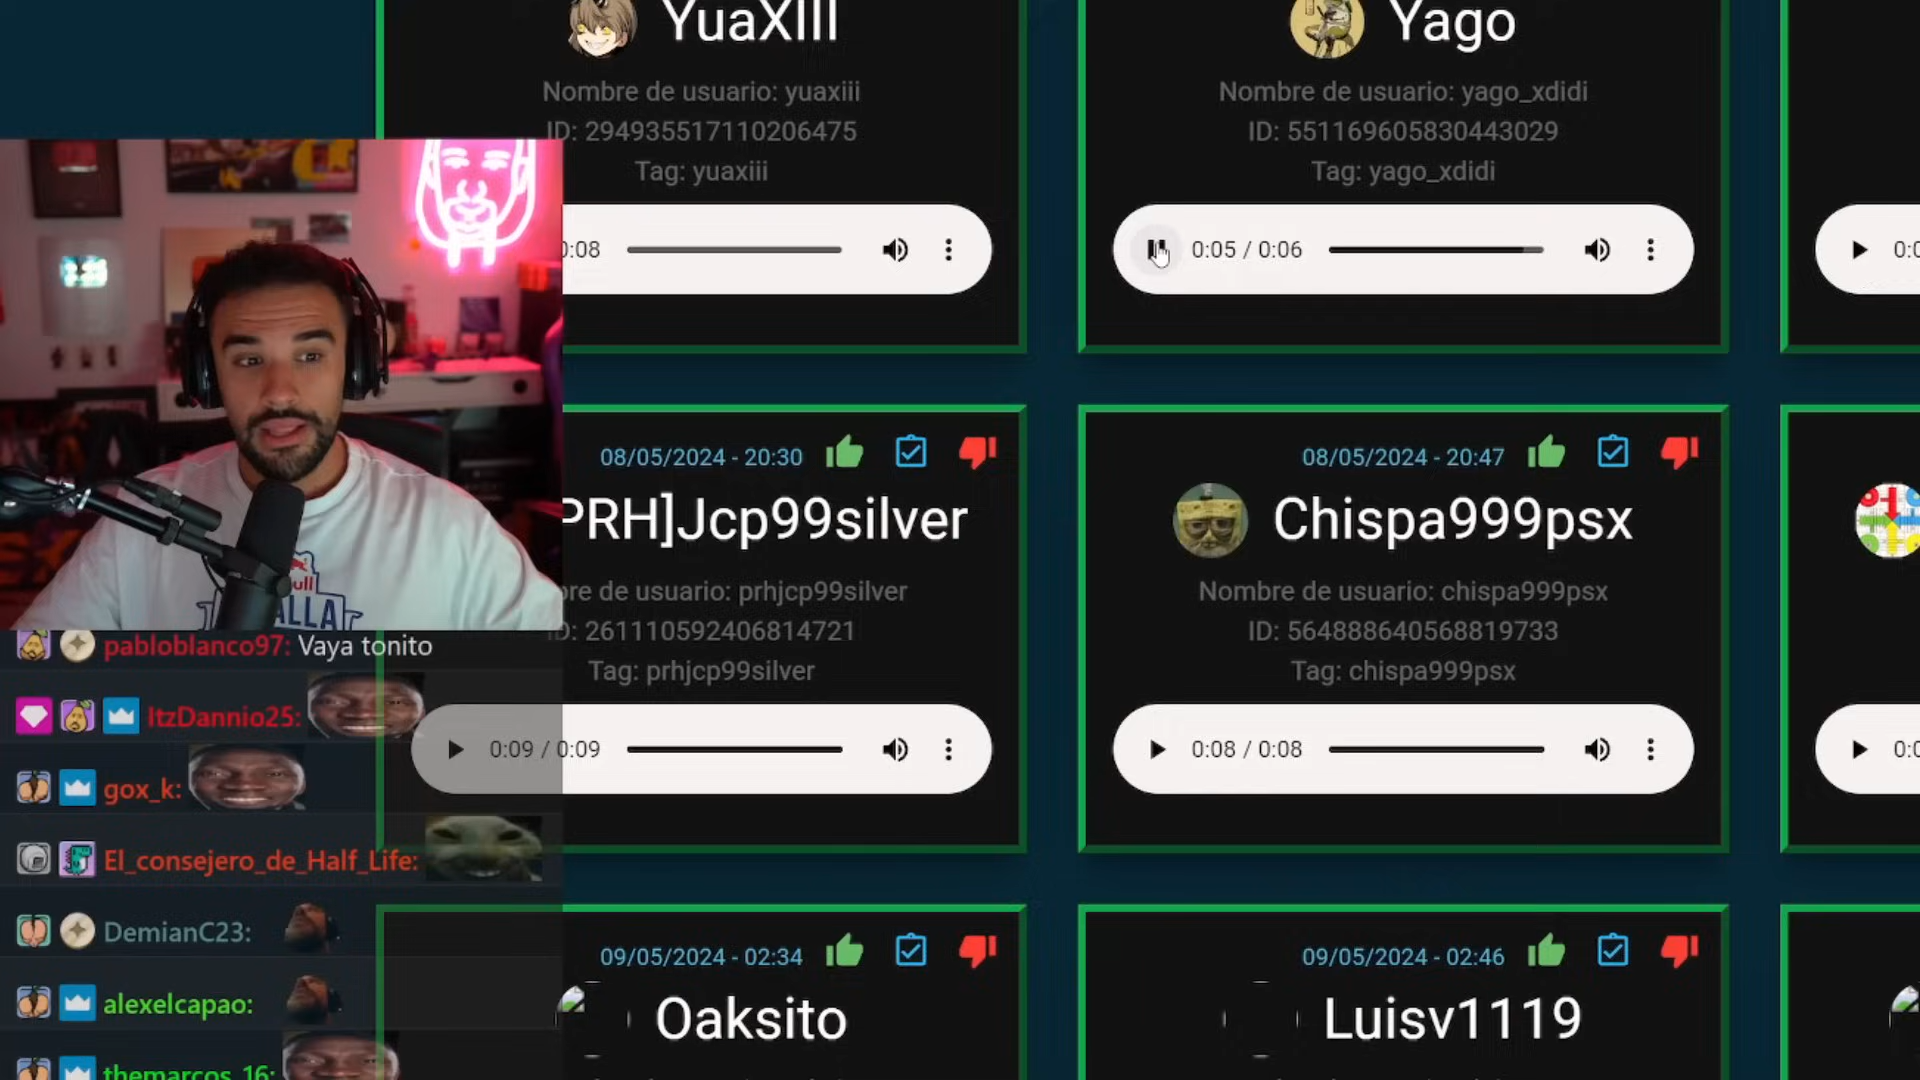 YuaXIII
Nombre de usuario: yuaxiii
ID: 294935517110206475
Tag: yuaxiii
0:08
Yago
Nombre de usuario: yago_xdidi
ID: 551169605830443029
Tag: yago_xdidi
0:05 / 0:06
08/05/2024 - 20:30
PRH]Jcp99silver
bre de usuario: prhjcp99silver
ID: 261110592406814721
Tag: prhjcp99silver
0:09 / 0:09
08/05/2024 - 20:47
Chispa999psx
Nombre de usuario: chispa999psx
ID: 564888640568819733
Tag: chispa999psx
0:08 / 0:08
09/05/2024 - 02:34
Oaksito
09/05/2024 - 02:46
Luisv1119
pabloblanco97: Vaya tonito
ItzDannio25:
gox_k:
El_consejero_de_Half_Life:
DemianC23:
alexelcapao:
themarcos_16: